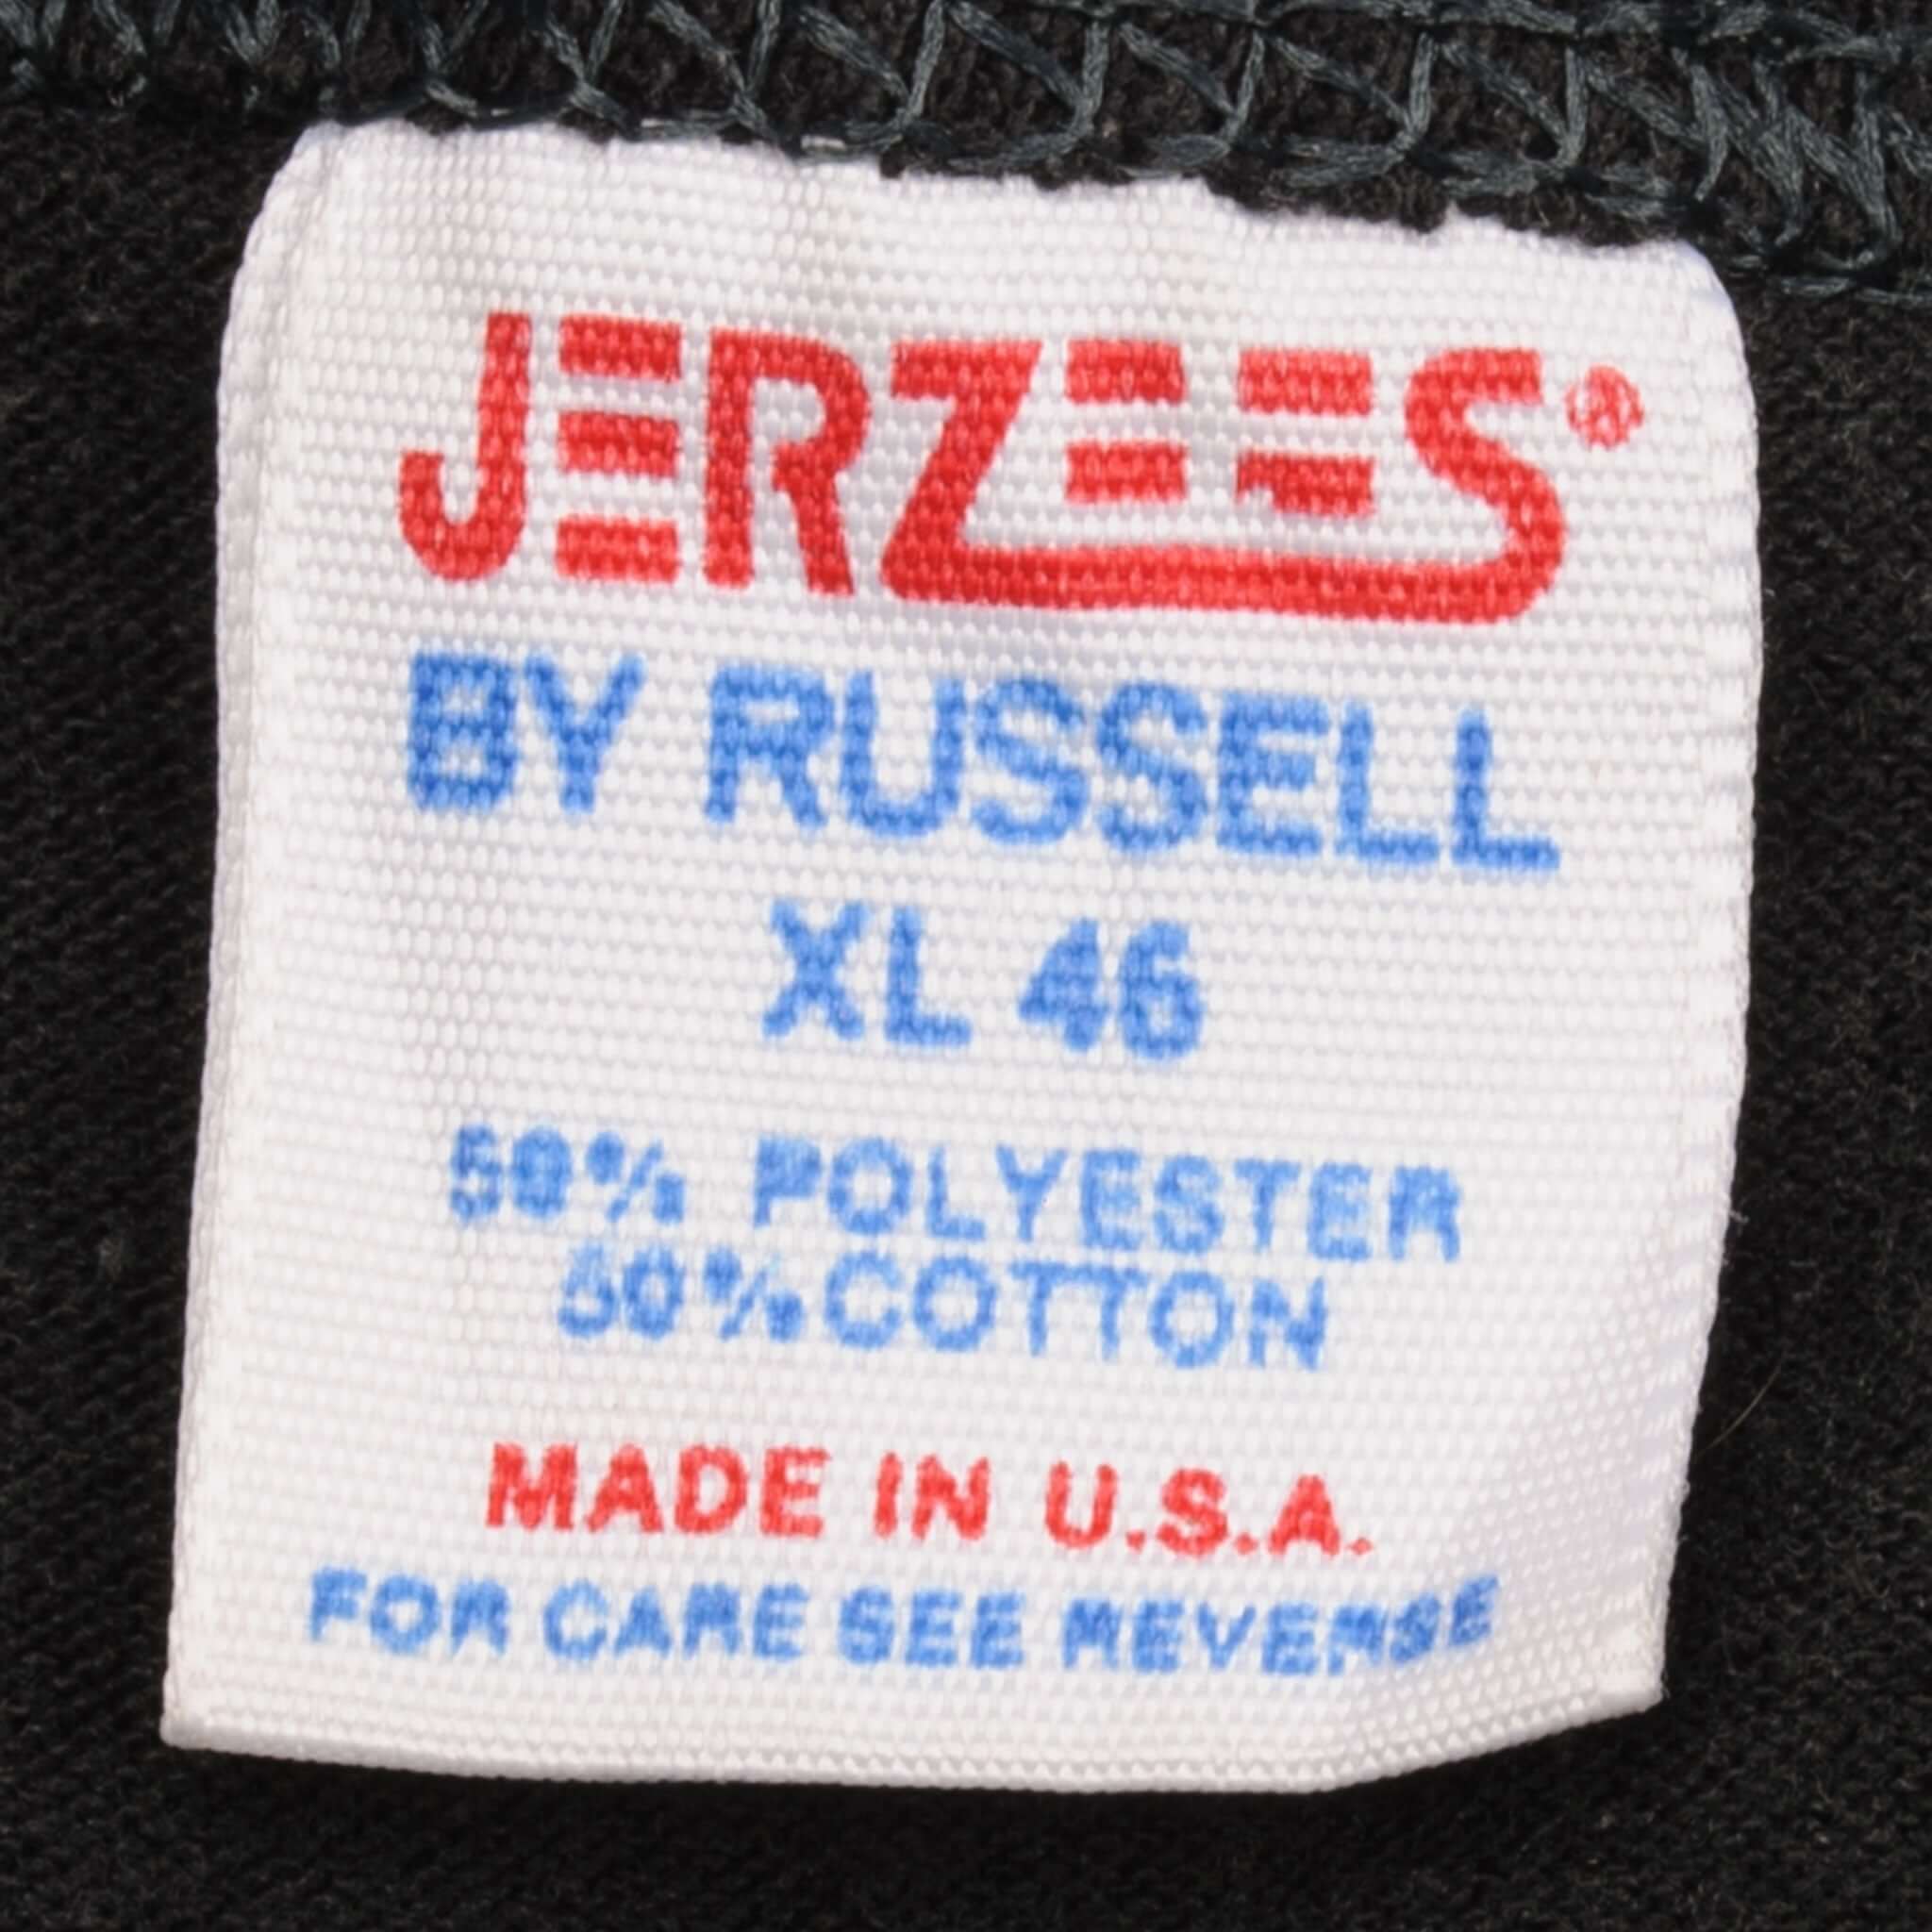 JERZEES®
BY RUSSELL
XL 46
50% POLYESTER
50% COTTON
MADE IN U.S.A.
FOR CARE SEE REVERSE